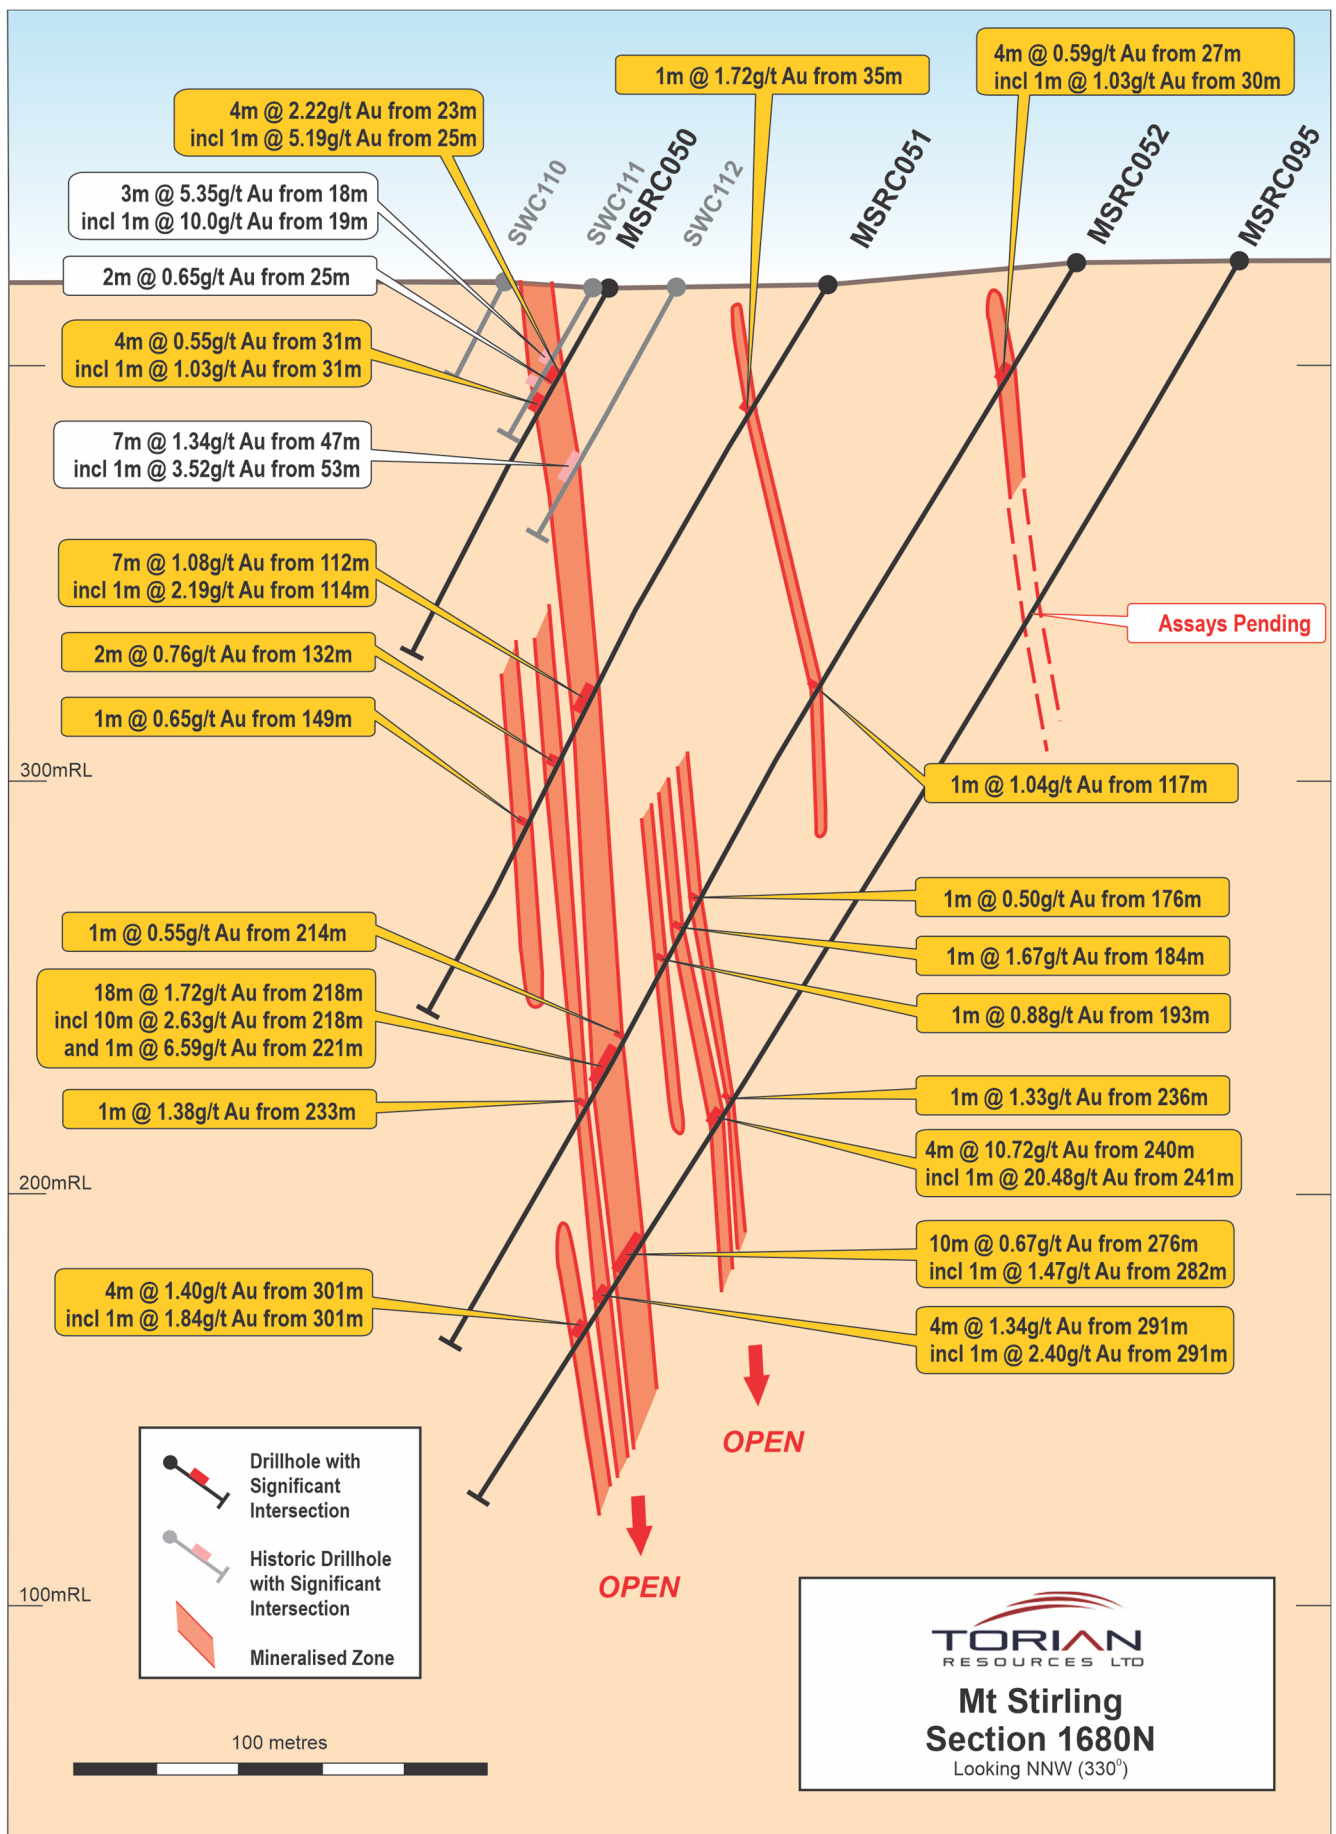 4m @ 0.59g/t Au from 27m
incl 1m @ 1.03g/t Au from 30m
1m @ 1.72g/t Au from 35m
4m @ 2.22g/t Au from 23m
incl 1m @ 5.19g/t Au from 25m
SWC110
SWC111
MSRC050
SWC112
MSRC051
MSRC052
MSRC095
3m @ 5.35g/t Au from 18m
incl 1m @ 10.0g/t Au from 19m
2m @ 0.65g/t Au from 25m
4m @ 0.55g/t Au from 31m
incl 1m @ 1.03g/t Au from 31m
7m @ 1.34g/t Au from 47m
incl 1m @ 3.52g/t Au from 53m
7m @ 1.08g/t Au from 112m
incl 1m @ 2.19g/t Au from 114m
Assays Pending
2m @ 0.76g/t Au from 132m
1m @ 0.65g/t Au from 149m
300mRL
1m @ 1.04g/t Au from 117m
1m @ 0.50g/t Au from 176m
1m @ 0.55g/t Au from 214m
1m @ 1.67g/t Au from 184m
18m @ 1.72g/t Au from 218m
incl 10m @ 2.63g/t Au from 218m
and 1m @ 6.59g/t Au from 221m
1m @ 0.88g/t Au from 193m
1m @ 1.38g/t Au from 233m
1m @ 1.33g/t Au from 236m
4m @ 10.72g/t Au from 240m
incl 1m @ 20.48g/t Au from 241m
200mRL
10m @ 0.67g/t Au from 276m
incl 1m @ 1.47g/t Au from 282m
4m @ 1.40g/t Au from 301m
incl 1m @ 1.84g/t Au from 301m
4m @ 1.34g/t Au from 291m
incl 1m @ 2.40g/t Au from 291m
OPEN
OPEN
Drillhole with
Significant
Intersection
Historic Drillhole
with Significant
Intersection
Mineralised Zone
100mRL
100 metres
TORIAN
RESOURCES LTD
Mt Stirling
Section 1680N
Looking NNW (330⁰)